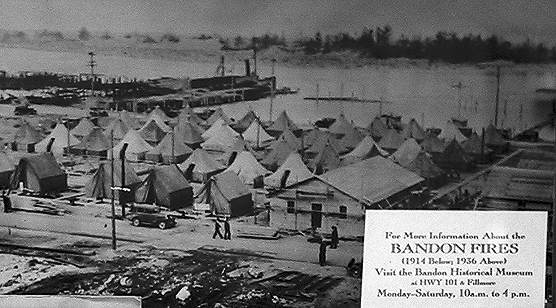 For More Information About the
BANDON FIRES
(1914 Below; 1936 Above)
Visit the Bandon Historical Museum
at HWY 101 & Fillmore
Monday-Saturday, 10a.m. to 4 p.m.